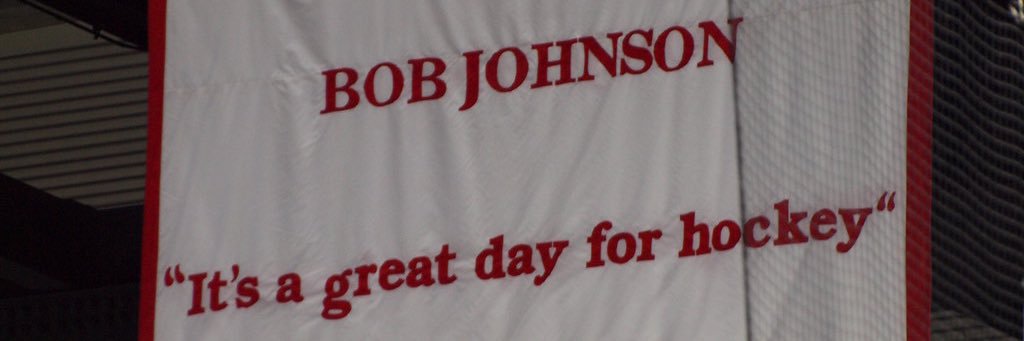 BOB JOHNSON
“It's a great day for hockey“